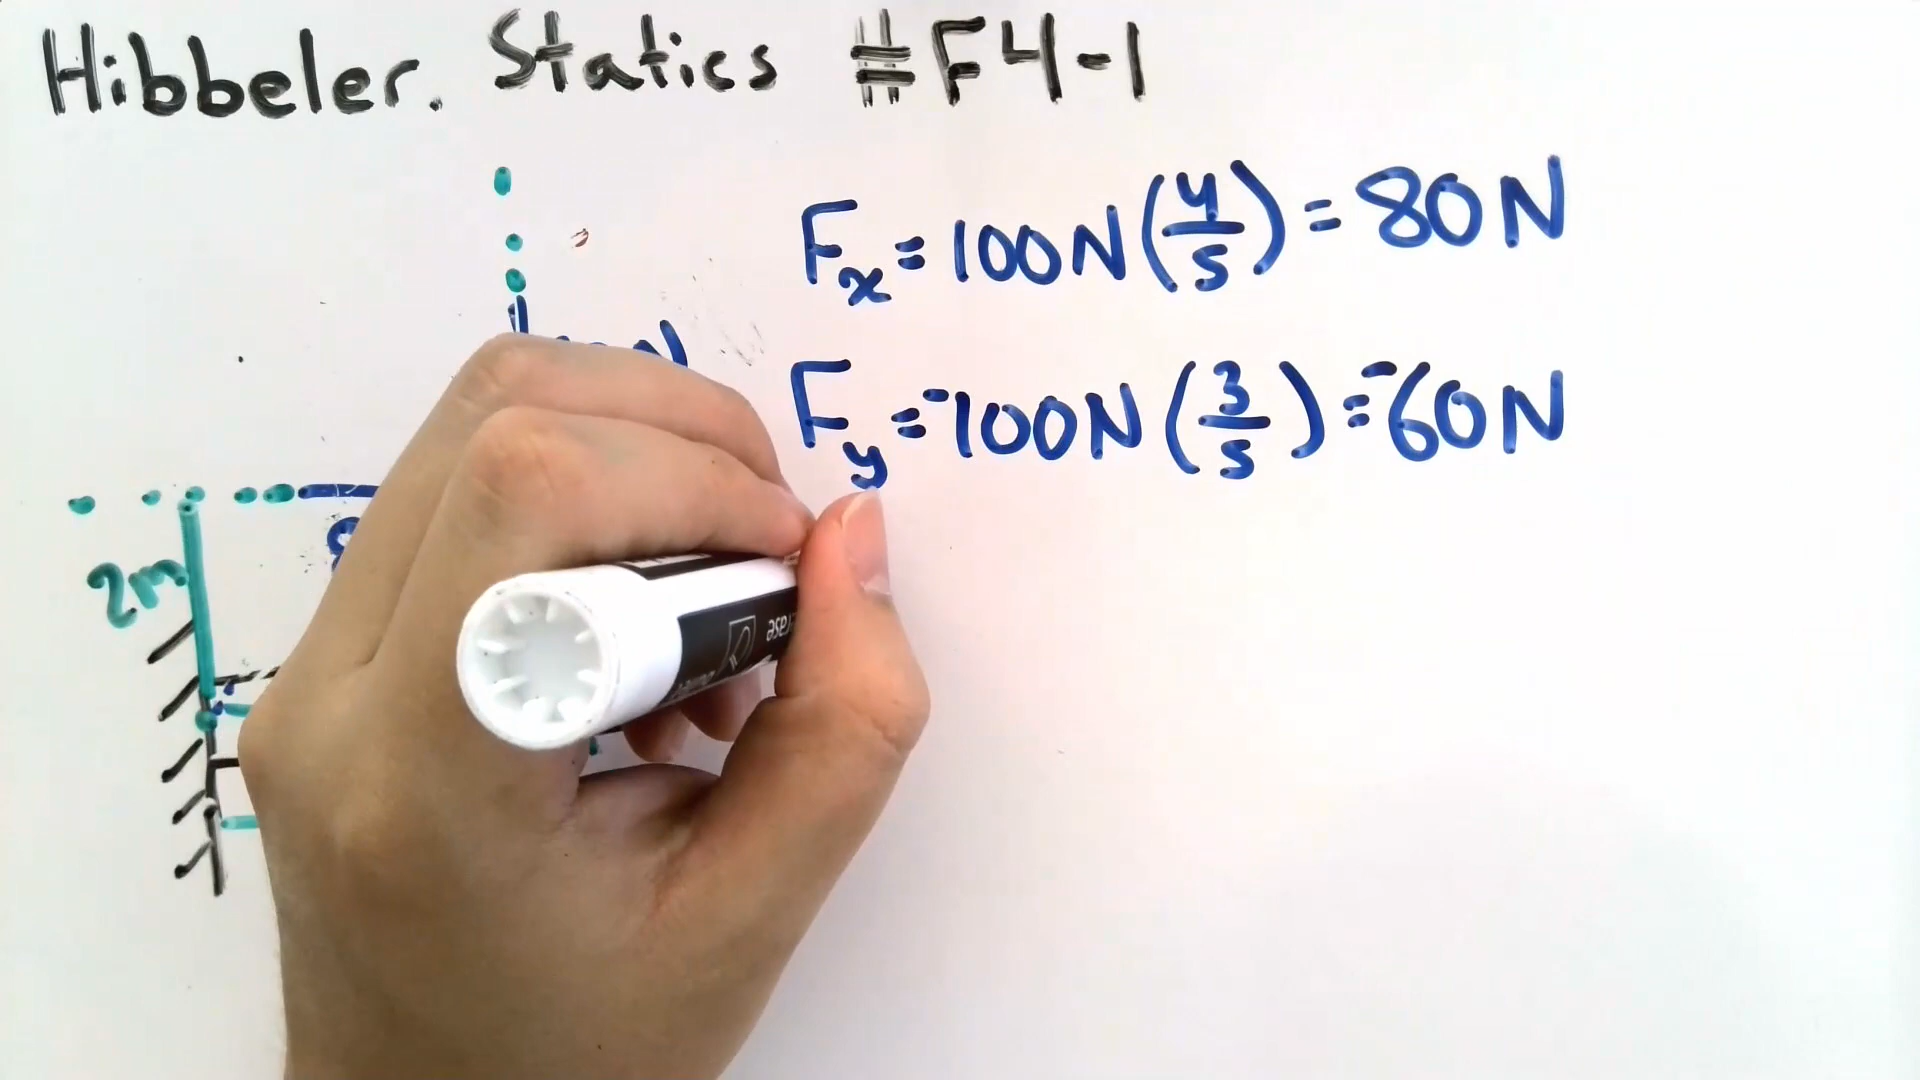 Hibbeler. Statics #F4-1
Fx = 100N (4/5) = 80N
Fy = -100N (3/5) = -60N
2m